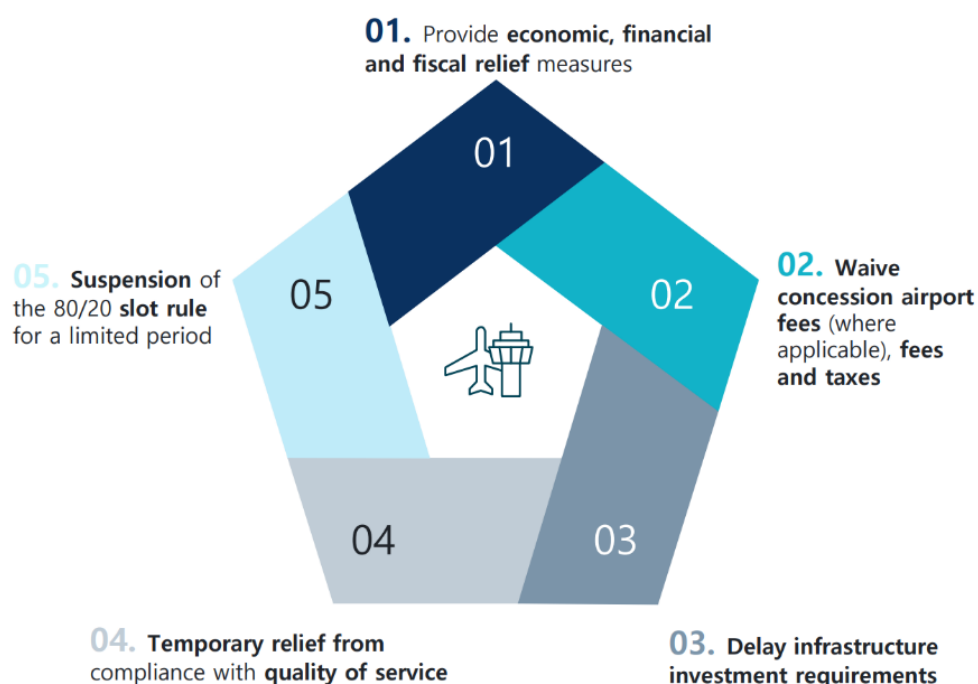 01. Provide economic, financial
and fiscal relief measures
01
02
03
04
05
02. Waive
concession airport
fees (where
applicable), fees
and taxes
03. Delay infrastructure
investment requirements
04. Temporary relief from
compliance with quality of service
05. Suspension of
the 80/20 slot rule
for a limited period